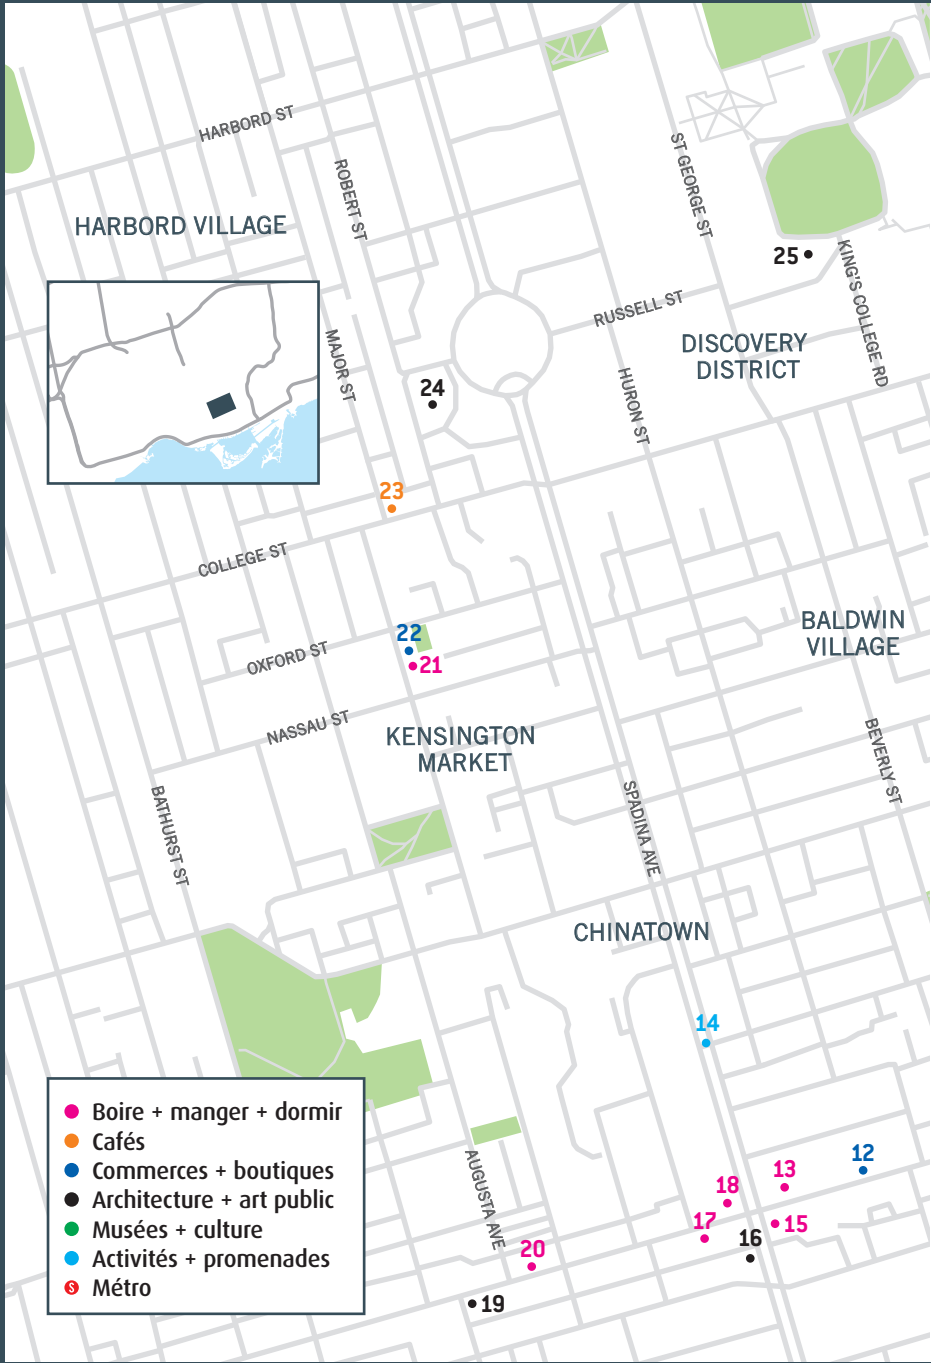 HARBORD ST
ROBERT ST
ST GEORGE ST
HARBORD VILLAGE
25
KING'S COLLEGE RD
RUSSELL ST
MAJOR ST
DISCOVERY
DISTRICT
24
HURON ST
23
COLLEGE ST
BALDWIN
VILLAGE
22
21
OXFORD ST
NASSAU ST
KENSINGTON
MARKET
BEVERLY ST
BATHURST ST
SPADINA AVE
CHINATOWN
14
Boire + manger + dormir
Cafés
Commerces + boutiques
Architecture + art public
Musées + culture
Activités + promenades
S Métro
AUGUSTA AVE
12
13
18
17
15
16
20
19